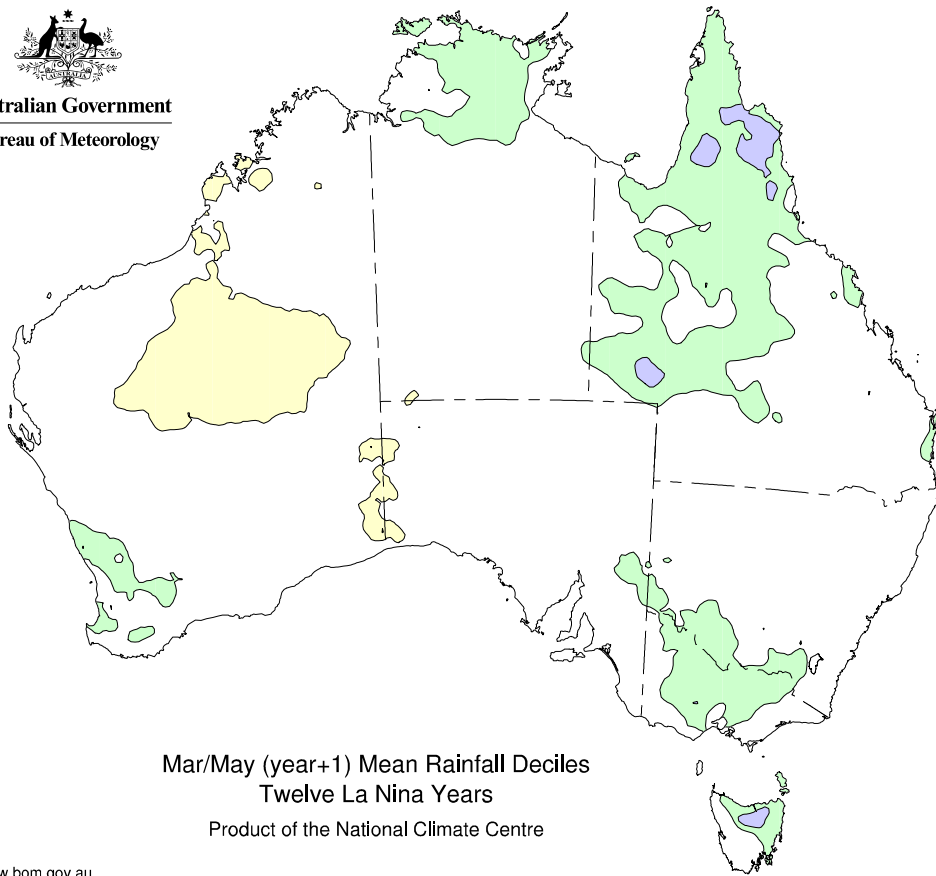 AUSTRALIA
tralian Government
reau of Meteorology
Mar/May (year+1) Mean Rainfall Deciles
Twelve La Nina Years
Product of the National Climate Centre
w.bom.gov.au